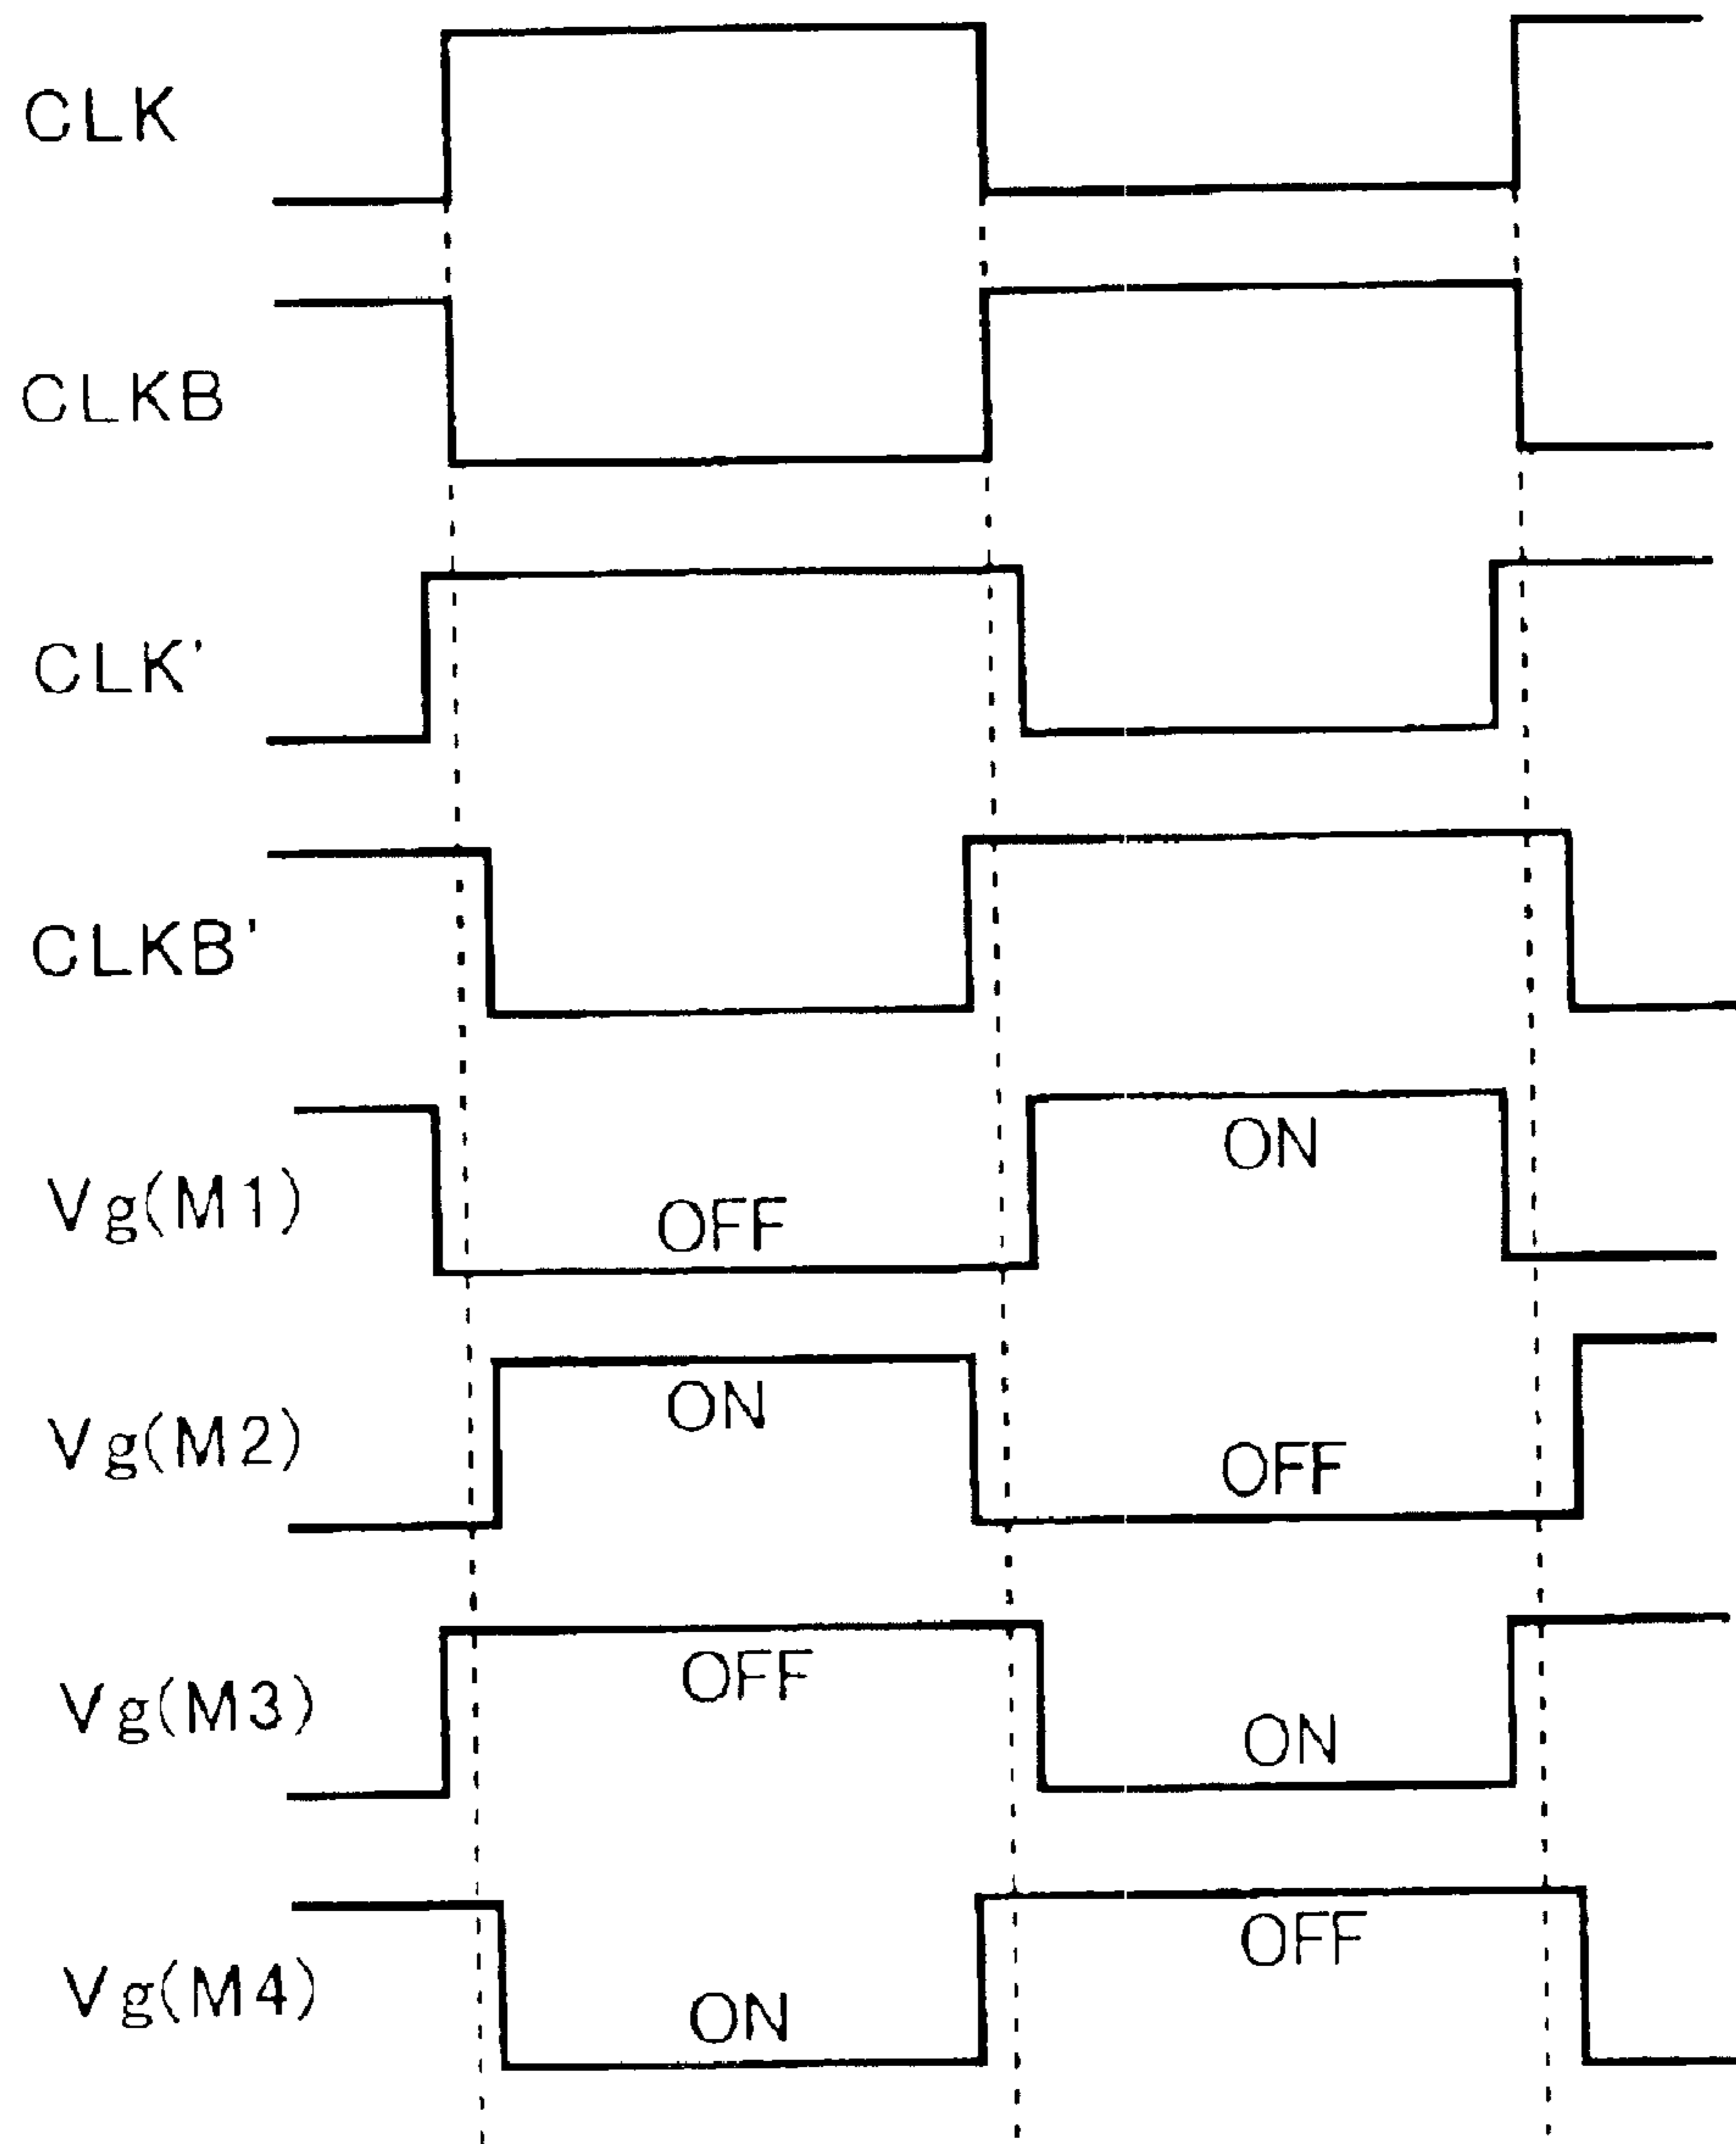 CLK
CLKB
CLK'
CLKB'
Vg(M1) OFF ON
Vg(M2) ON OFF
Vg(M3) OFF ON
Vg(M4) ON OFF